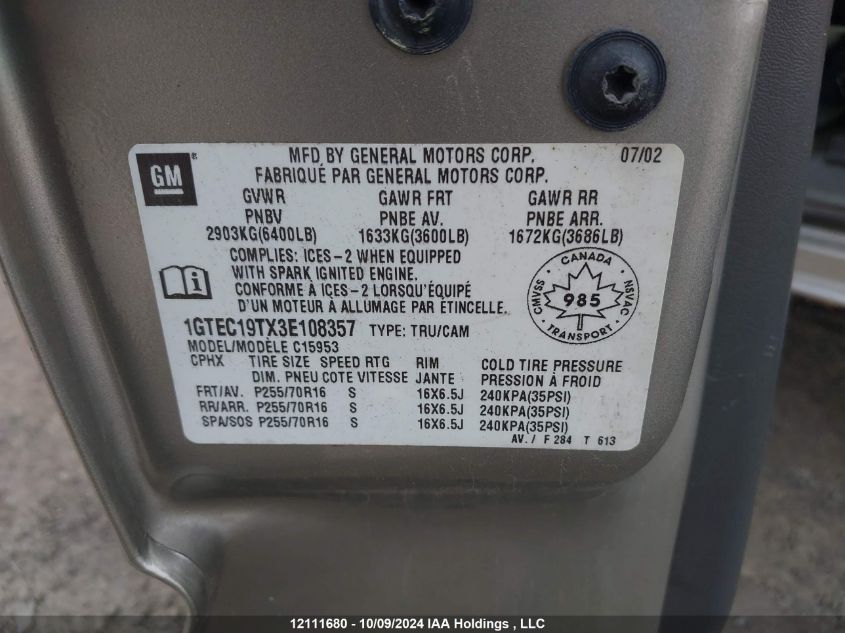 GM ® MFD BY GENERAL MOTORS CORP. 07/02
FABRIQUÉ PAR GENERAL MOTORS CORP.
GVWR GAWR FRT GAWR RR
PNBV PNBE AV. PNBE ARR.
2903KG(6400LB) 1633KG(3600LB) 1672KG(3686LB)
COMPLIES: ICES-2 WHEN EQUIPPED
WITH SPARK IGNITED ENGINE.
CONFORME À ICES-2 LORSQU'ÉQUIPÉ
D'UN MOTEUR À ALLUMAGE PAR ÉTINCELLE.
CANADA
CMVSS 985 NSVAC
TRANSPORT
1GTEC19TX3E108357 TYPE: TRU/CAM
MODEL/MODÈLE C15953
CPHX TIRE SIZE SPEED RTG RIM COLD TIRE PRESSURE
DIM. PNEU COTE VITESSE JANTE PRESSION À FROID
FRT/AV. P255/70R16 S 16X6.5J 240KPA(35PSI)
RR/ARR. P255/70R16 S 16X6.5J 240KPA(35PSI)
SPA/SOS P255/70R16 S 16X6.5J 240KPA(35PSI)
AV./ F 284 T 613
12111680 - 10/09/2024 IAA Holdings , LLC